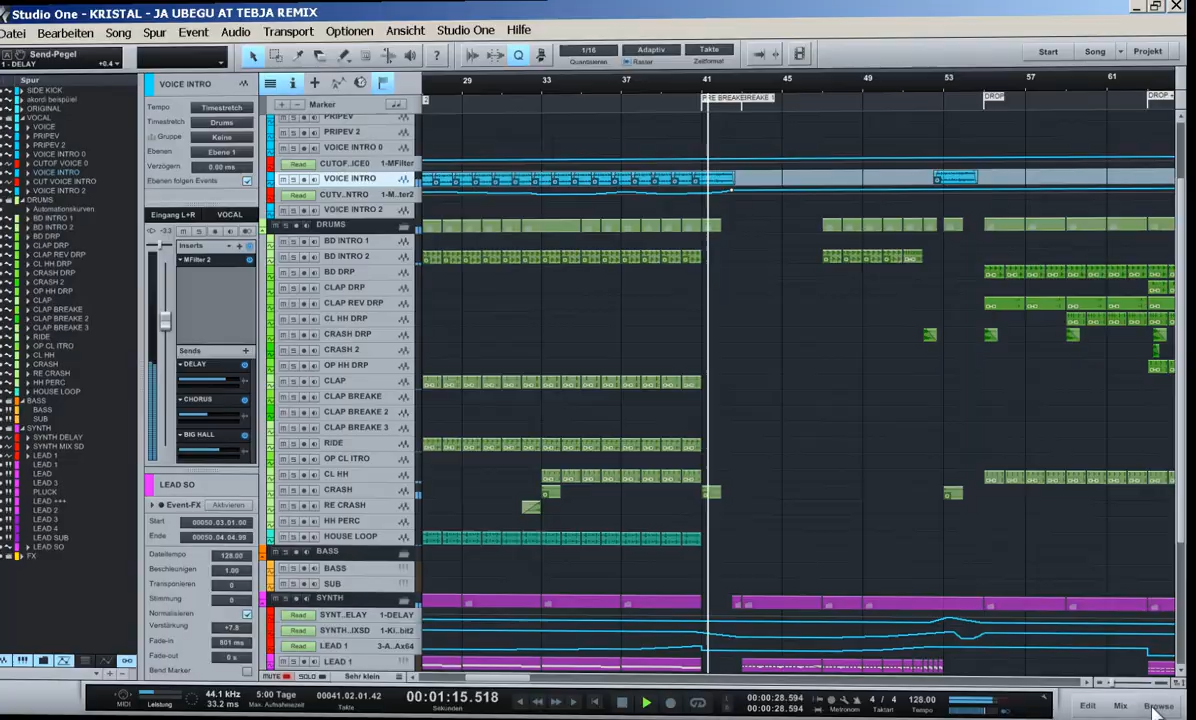 Studio One - KRISTAL - JA UBEGU AT TEBJA REMIX
Datei Bearbeiten Song Spur Event Audio Transport Optionen Ansicht Studio One Hilfe
Send-Pegel
1 - DELAY +0.4
1/16
Quantisieren
Adaptiv
Raster
Takte
Zeitformat
Start Song Projekt
Spur
SIDE KICK
akordi beispüiel
ORIGINAL
VOCAL
VOICE
PRIPEV
PRIPEV 2
VOICE INTRO 0
CUTOF VOICE 0
VOICE INTRO
CUT VOICE INTRO
VOICE INTRO 2
DRUMS
Automationskurven
BD INTRO 1
BD INTRO 2
BD DRP
CLAP DRP
CLAP REV DRP
CL HH DRP
CRASH DRP
CRASH 2
OP HH DRP
CLAP
CLAP BREAKE
CLAP BREAKE 2
CLAP BREAKE 3
RIDE
OP CL ITRO
CL HH
CRASH
RE CRASH
HH PERC
HOUSE LOOP
BASS
BASS
SUB
SYNTH
SYNTH DELAY
SYNTH MIX SD
LEAD 1
LEAD 1
LEAD
LEAD 3
PLUCK
LEAD +++
LEAD 2
LEAD 3
LEAD 4
LEAD SUB
LEAD SO
FX
VOICE INTRO
Tempo Timestretch
Timestretch Drums
Gruppe Keine
Ebenen Ebene 1
Verzögern. 0.00 ms
Ebenen folgen Events
Eingang L+R VOCAL
-3.3
Inserts
MFilter 2
Sends
DELAY
CHORUS
BIG HALL
LEAD SO
Event-FX Aktivieren
Start 00050.03.01.00
Ende 00050.04.04.99
Dateitempo 128.00
Beschleunigen 1.00
Transponieren 0
Stimmung 0
Normalisieren
Verstärkung +7.8
Fade-in 801 ms
Fade-out 0 s
Bend Marker
29 33 37 41 45 49 53 57 61
Marker
DROP
PRIPEV
PRIPEV 2
VOICE INTRO 0
Read CUTOF..ICE0 1-MFilter
VOICE INTRO
Read CUTV..NTRO 1-M..ter2
VOICE INTRO 2
DRUMS
BD INTRO 1
BD INTRO 2
BD DRP
CLAP DRP
CLAP REV DRP
CL HH DRP
CRASH DRP
CRASH 2
OP HH DRP
CLAP
CLAP BREAKE
CLAP BREAKE 2
CLAP BREAKE 3
RIDE
OP CL ITRO
CL HH
CRASH
RE CRASH
HH PERC
HOUSE LOOP
BASS
BASS
SUB
SYNTH
Read SYNT..ELAY 1-DELAY
Read SYNTH..IXSD 1-Ki..bit2
Read LEAD 1 3-A..Ax64
LEAD 1
MUTE SOLO Sehr klein
MIDI
Leistung
44.1 kHz
33.2 ms
5:00 Tage
Max. Aufnahmezeit
00041.02.01.42
Takte
00:01:15.518
Sekunden
00:00:28.594
00:00:28.594
Metronom
4 / 4
Taktart
128.00
Tempo
Edit Mix Browse